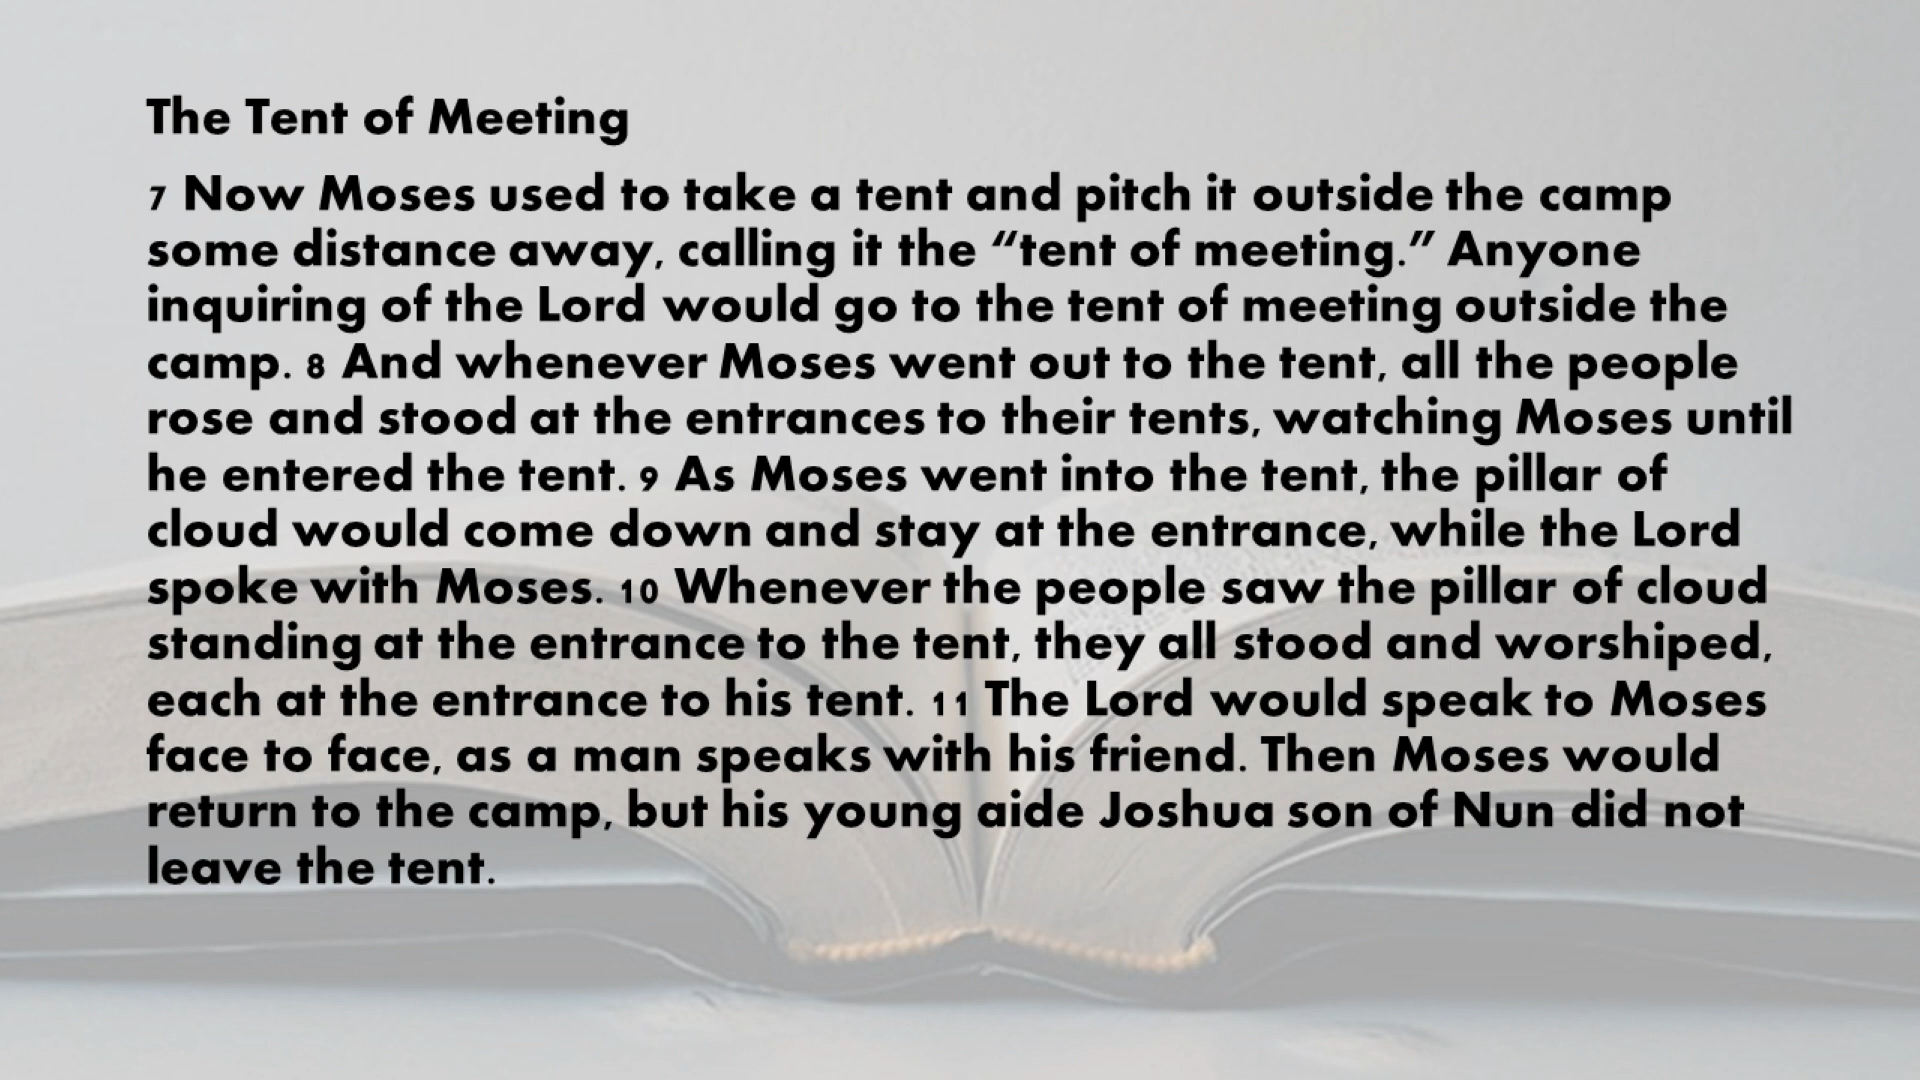 The Tent of Meeting
7 Now Moses used to take a tent and pitch it outside the camp
some distance away, calling it the “tent of meeting.” Anyone
inquiring of the Lord would go to the tent of meeting outside the
camp. 8 And whenever Moses went out to the tent, all the people
rose and stood at the entrances to their tents, watching Moses until
he entered the tent. 9 As Moses went into the tent, the pillar of
cloud would come down and stay at the entrance, while the Lord
spoke with Moses. 10 Whenever the people saw the pillar of cloud
standing at the entrance to the tent, they all stood and worshiped,
each at the entrance to his tent. 11 The Lord would speak to Moses
face to face, as a man speaks with his friend. Then Moses would
return to the camp, but his young aide Joshua son of Nun did not
leave the tent.